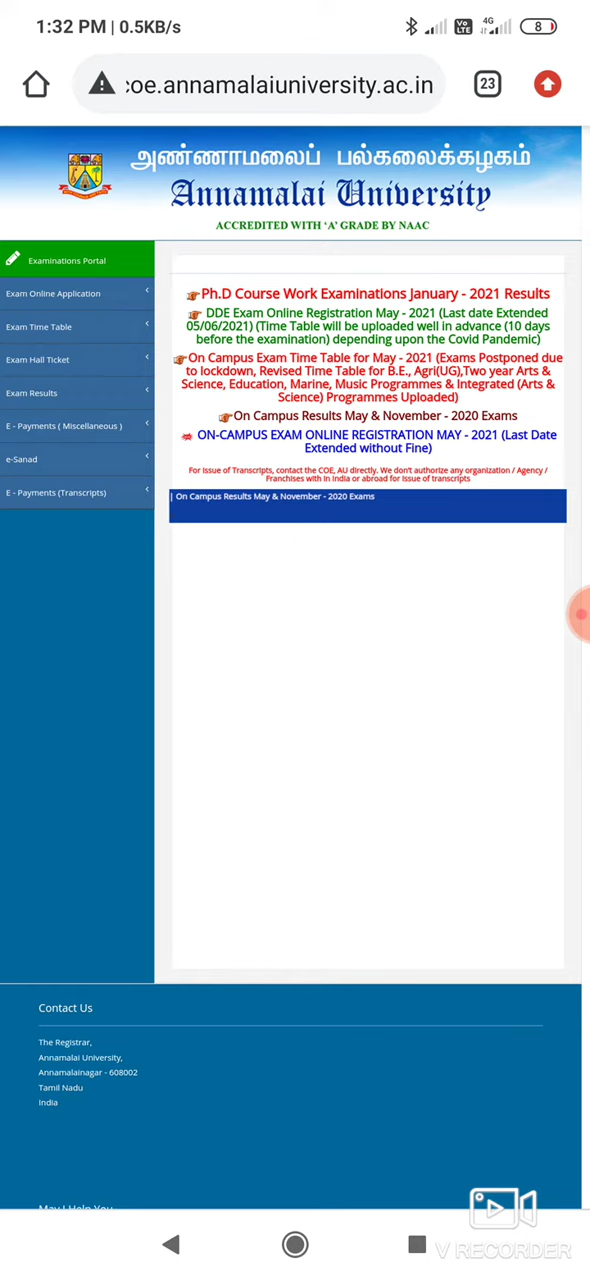 1:32 PM | 0.5KB/s
Vo LTE
4G
8
:oe.annamalaiuniversity.ac.in
23
அண்ணாமலைப் பல்கலைக்கழகம்
Annamalai University
ACCREDITED WITH ‘A’ GRADE BY NAAC
Examinations Portal
Exam Online Application
Exam Time Table
Exam Hall Ticket
Exam Results
E - Payments ( Miscellaneous )
e-Sanad
E - Payments (Transcripts)
Ph.D Course Work Examinations January - 2021 Results
DDE Exam Online Registration May - 2021 (Last date Extended
05/06/2021) (Time Table will be uploaded well in advance (10 days
before the examination) depending upon the Covid Pandemic)
On Campus Exam Time Table for May - 2021 (Exams Postponed due
to lockdown, Revised Time Table for B.E., Agri(UG),Two year Arts &
Science, Education, Marine, Music Programmes & Integrated (Arts &
Science) Programmes Uploaded)
On Campus Results May & November - 2020 Exams
ON-CAMPUS EXAM ONLINE REGISTRATION MAY - 2021 (Last Date
Extended without Fine)
For Issue of Transcripts, contact the COE, AU directly. We don't authorize any organization / Agency /
Franchises with in India or abroad for Issue of transcripts
| On Campus Results May & November - 2020 Exams
Contact Us
The Registrar,
Annamalai University,
Annamalainagar - 608002
Tamil Nadu
India
May I Help You
V RECORDER